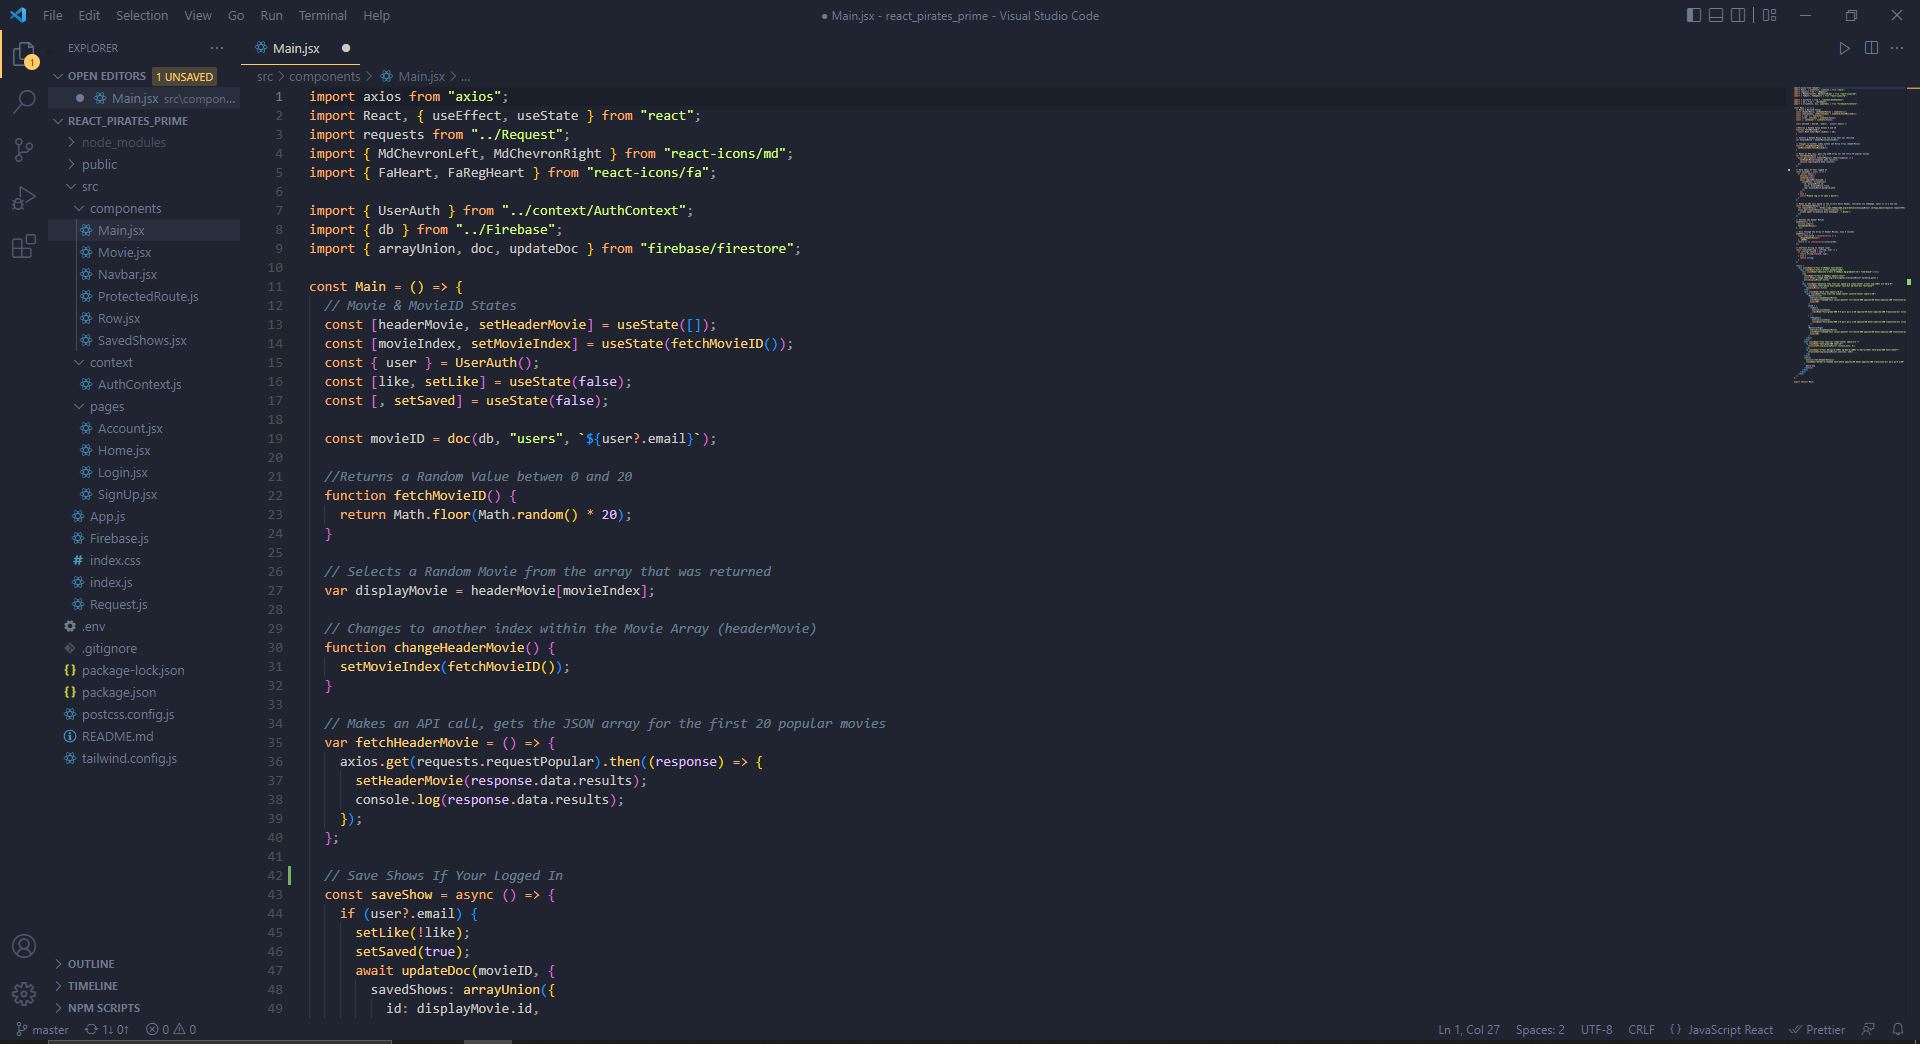 File Edit Selection View Go Run Terminal Help
● Main.jsx - react_pirates_prime - Visual Studio Code
EXPLORER
1
OPEN EDITORS 1 UNSAVED
Main.jsx src\compon...
REACT_PIRATES_PRIME
node_modules
public
src
components
Main.jsx
Movie.jsx
Navbar.jsx
ProtectedRoute.js
Row.jsx
SavedShows.jsx
context
AuthContext.js
pages
Account.jsx
Home.jsx
Login.jsx
SignUp.jsx
App.js
Firebase.js
index.css
index.js
Request.js
.env
.gitignore
package-lock.json
package.json
postcss.config.js
README.md
tailwind.config.js
OUTLINE
TIMELINE
NPM SCRIPTS
Main.jsx
src > components > Main.jsx > ...
1 import axios from "axios";
2 import React, { useEffect, useState } from "react";
3 import requests from "../Request";
4 import { MdChevronLeft, MdChevronRight } from "react-icons/md";
5 import { FaHeart, FaRegHeart } from "react-icons/fa";
6
7 import { UserAuth } from "../context/AuthContext";
8 import { db } from "../Firebase";
9 import { arrayUnion, doc, updateDoc } from "firebase/firestore";
10
11 const Main = () => {
12 // Movie & MovieID States
13 const [headerMovie, setHeaderMovie] = useState([]);
14 const [movieIndex, setMovieIndex] = useState(fetchMovieID());
15 const { user } = UserAuth();
16 const [like, setLike] = useState(false);
17 const [, setSaved] = useState(false);
18
19 const movieID = doc(db, "users", `${user?.email}`);
20
21 //Returns a Random Value betwen 0 and 20
22 function fetchMovieID() {
23 return Math.floor(Math.random() * 20);
24 }
25
26 // Selects a Random Movie from the array that was returned
27 var displayMovie = headerMovie[movieIndex];
28
29 // Changes to another index within the Movie Array (headerMovie)
30 function changeHeaderMovie() {
31 setMovieIndex(fetchMovieID());
32 }
33
34 // Makes an API call, gets the JSON array for the first 20 popular movies
35 var fetchHeaderMovie = () => {
36 axios.get(requests.requestPopular).then((response) => {
37 setHeaderMovie(response.data.results);
38 console.log(response.data.results);
39 });
40 };
41
42 // Save Shows If Your Logged In
43 const saveShow = async () => {
44 if (user?.email) {
45 setLike(!like);
46 setSaved(true);
47 await updateDoc(movieID, {
48 savedShows: arrayUnion({
49 id: displayMovie.id,
master 1↓ 0↑ 0 0
Ln 1, Col 27 Spaces: 2 UTF-8 CRLF {} JavaScript React Prettier